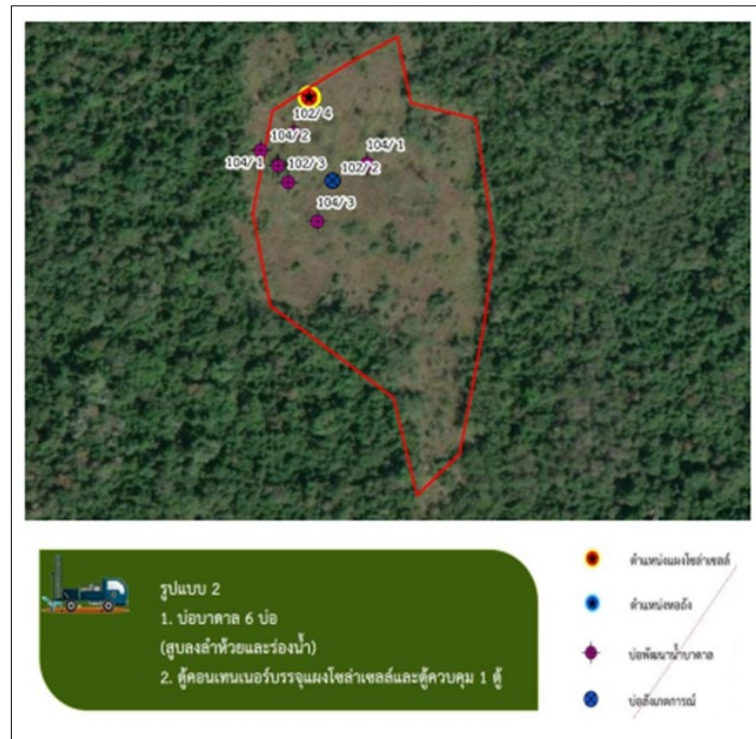 102/4
104/2
104/1
104/1
102/3
102/2
104/3
รูปแบบ 2
1. บ่อบาดาล 6 บ่อ
(สูบลงลำห้วยและร่องน้ำ)
2. ตู้คอนเทนเนอร์บรรจุแผงโซล่าเซลล์และตู้ควบคุม 1 ตู้
ตำแหน่งแผงโซล่าเซลล์
ตำแหน่งหอถัง
บ่อพัฒนาน้ำบาดาล
บ่อสังเกตการณ์